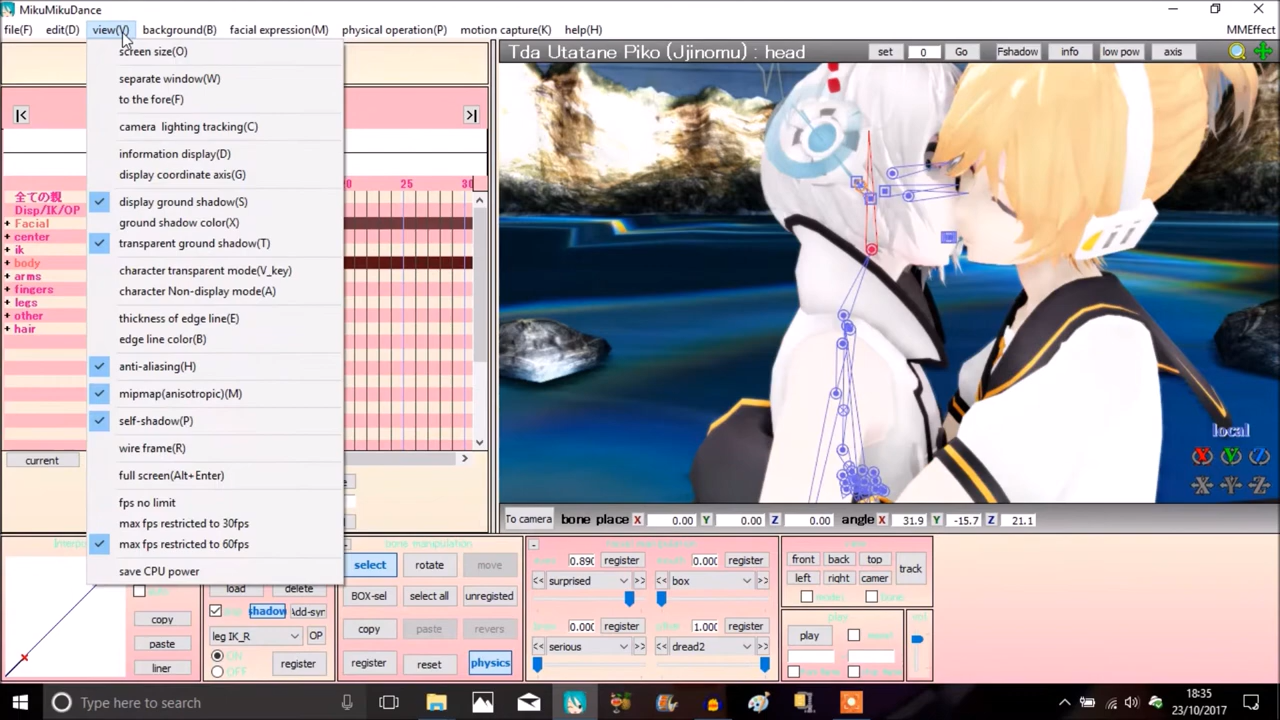 MikuMikuDance
file(F) edit(D) view(V) background(B) facial expression(M) physical operation(P) motion capture(K) help(H) MMEffect
screen size(O)
separate window(W)
to the fore(F)
camera lighting tracking(C)
information display(D)
display coordinate axis(G)
display ground shadow(S)
ground shadow color(X)
transparent ground shadow(T)
character transparent mode(V_key)
character Non-display mode(A)
thickness of edge line(E)
edge line color(B)
anti-aliasing(H)
mipmap(anisotropic)(M)
self-shadow(P)
wire frame(R)
full screen(Alt+Enter)
fps no limit
max fps restricted to 30fps
max fps restricted to 60fps
save CPU power
Tda Utatane Piko (Jjinomu) : head set 0 Go Fshadow info low pow axis
20 25 30
全ての親
Disp/IK/OP
+ Facial
+ center
+ ik
+ body
+ arms
+ fingers
+ legs
+ other
+ hair
current
local
X Y Z
X Y Z
To camera bone place X 0.00 Y 0.00 Z 0.00 angle X 31.9 Y -15.7 Z 21.1
copy
paste
liner
load delete
shadow Add-syn
leg IK_R OP
ON
OFF
register
bone manipulation
select rotate move
BOX-sel select all unregisted
copy paste revers
register reset physics
0.890 register 0.000 register
<< surprised >> << box >>
0.000 register 1.000 register
<< serious >> << dread2 >>
front back top
left right camer
track
play
play
Type here to search
18:35
23/10/2017